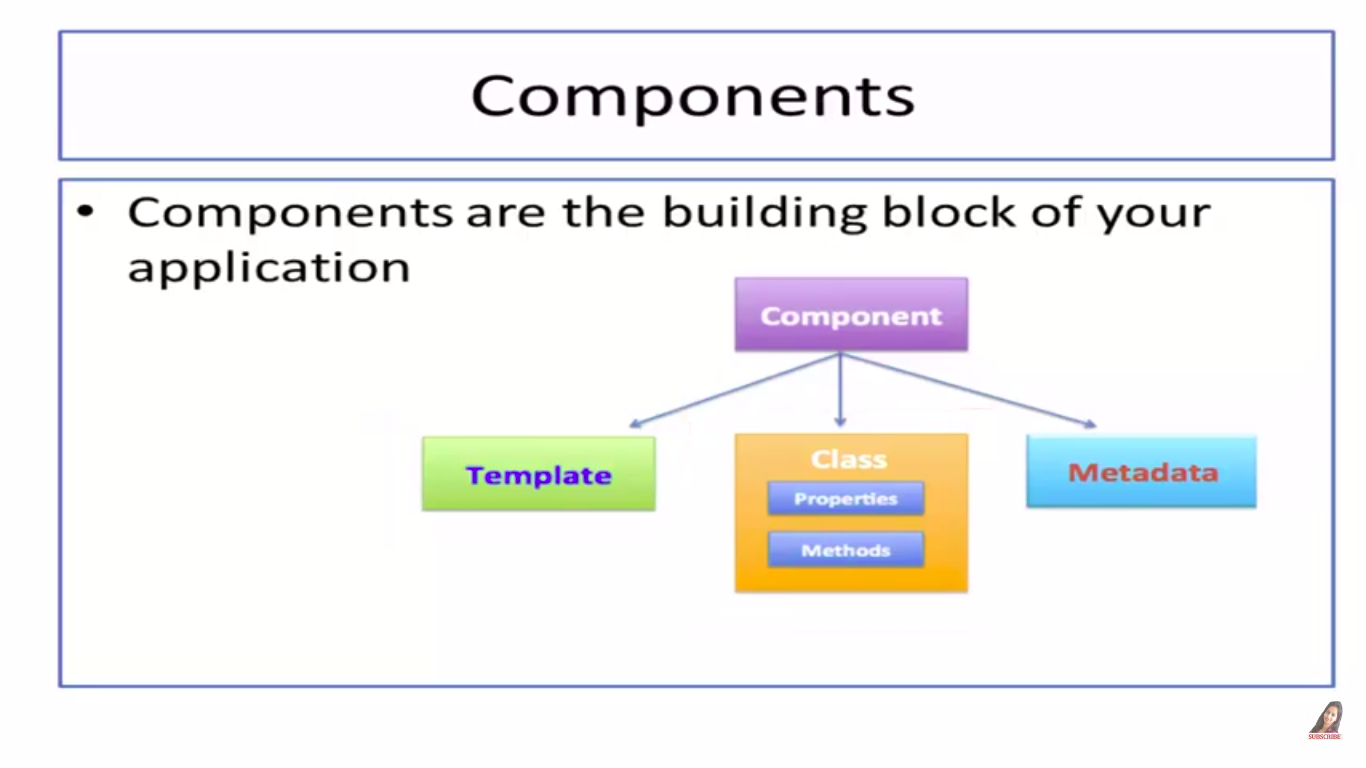 Components
• Components are the building block of your
application
Component
Template
Class
Properties
Methods
Metadata
SUBSCRIBE